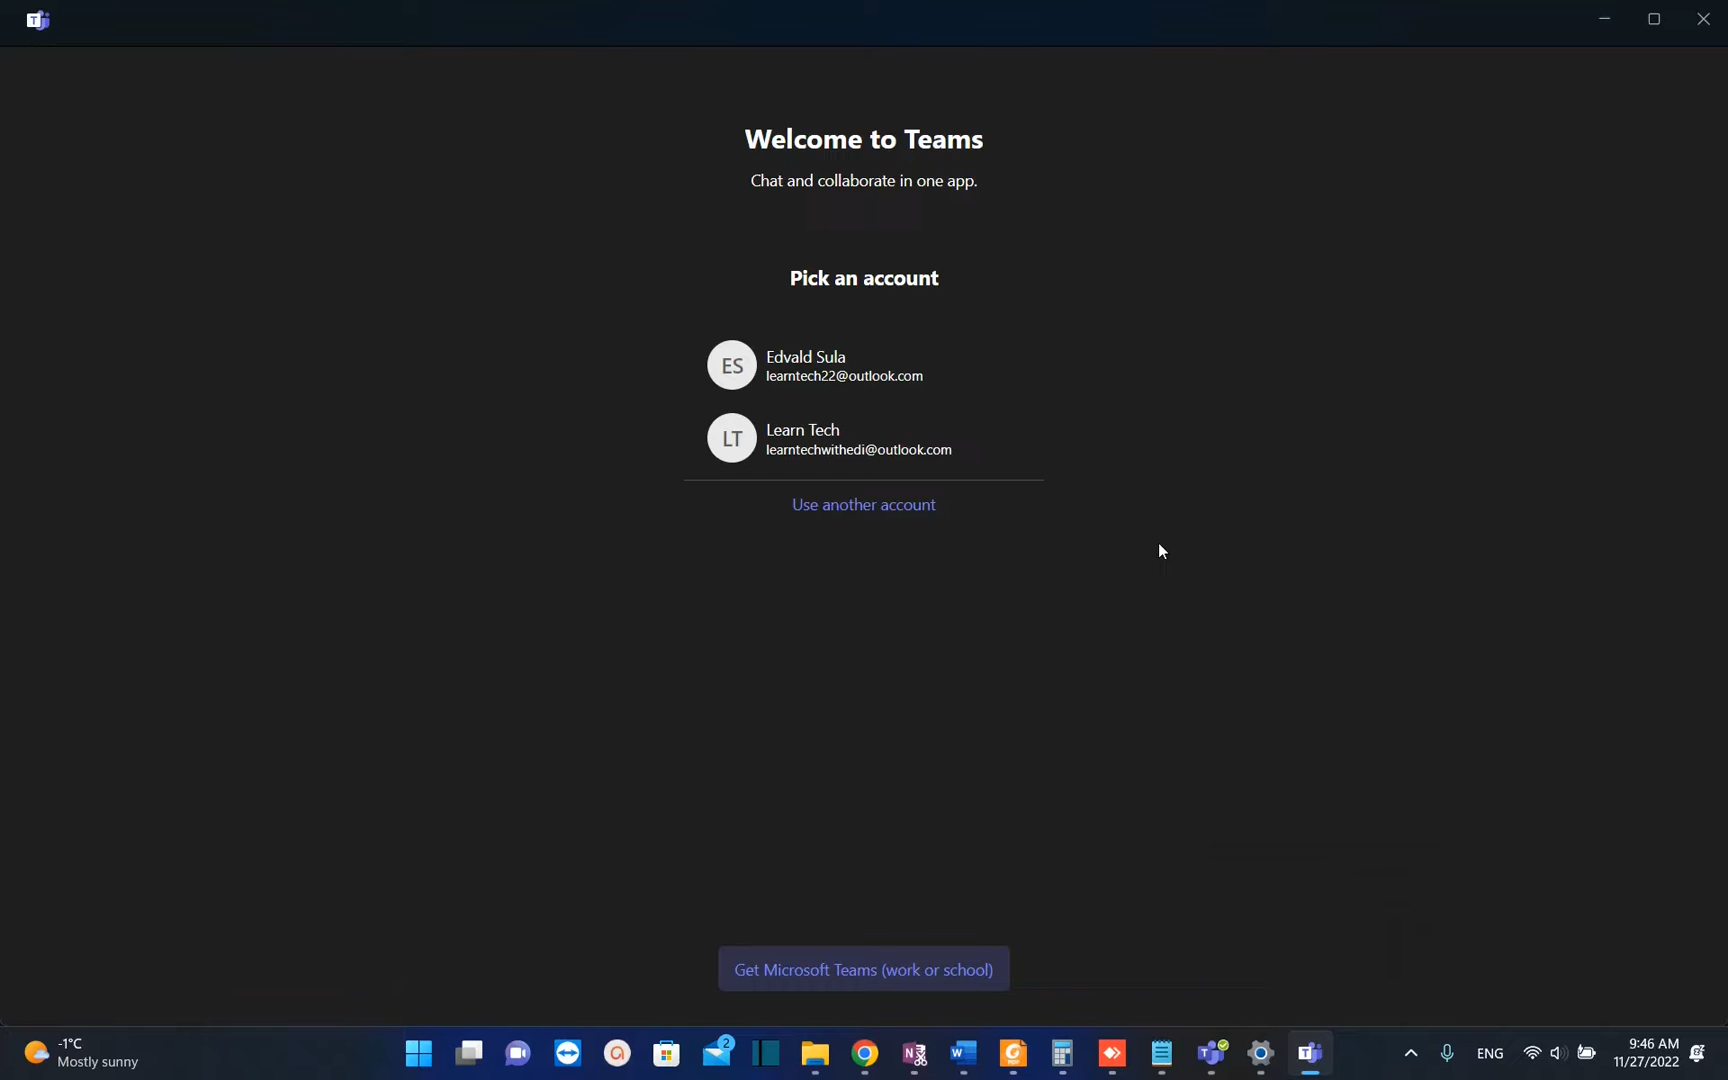 Welcome to Teams
Chat and collaborate in one app.
Pick an account
ES
Edvald Sula
learntech22@outlook.com
LT
Learn Tech
learntechwithedi@outlook.com
Use another account
Get Microsoft Teams (work or school)
-1°C
Mostly sunny
2
ENG
9:46 AM
11/27/2022